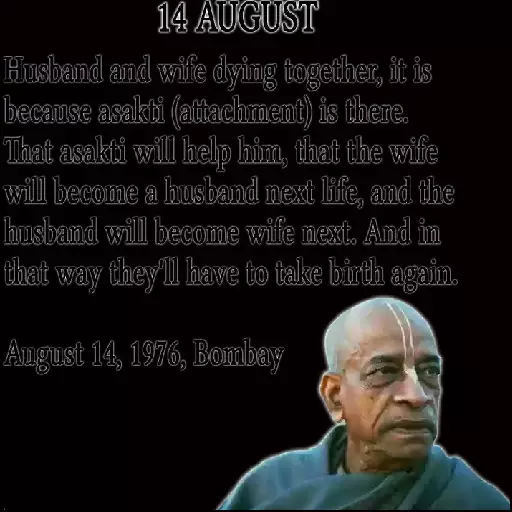 14 AUGUST
Husband and wife dying together, it is
because asakti (attachment) is there.
That asakti will help him, that the wife
will become a husband next life, and the
husband will become wife next. And in
that way they'll have to take birth again.
August 14, 1976, Bombay